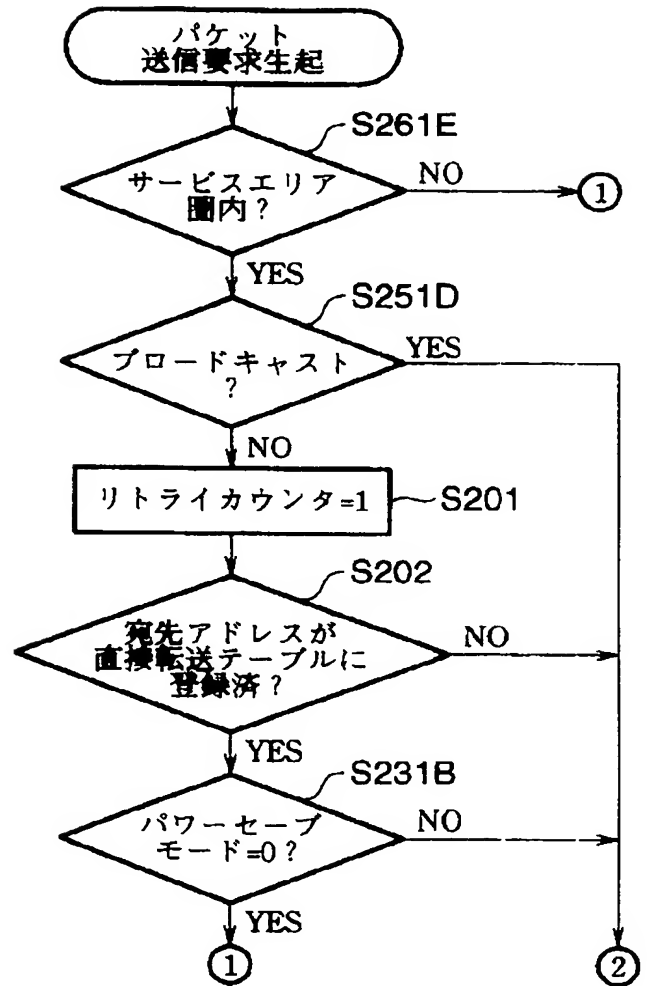 パケット
送信要求生起
S261E
サービスエリア
圏内?
NO
①
YES
S251D
ブロードキャスト
?
YES
NO
リトライカウンタ=1
S201
S202
宛先アドレスが
直接転送テーブルに
登録済?
NO
YES
S231B
パワーセーブ
モード=0?
NO
YES
①
②